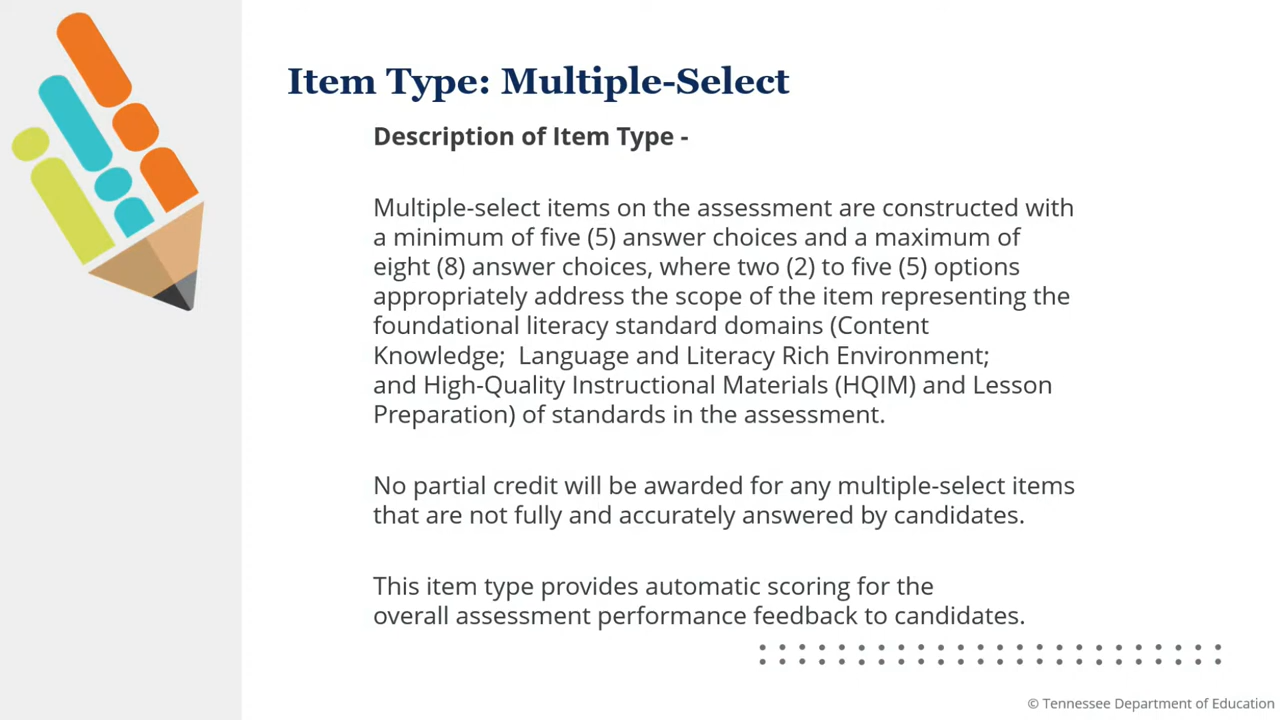 Item Type: Multiple-Select
Description of Item Type -
Multiple-select items on the assessment are constructed with
a minimum of five (5) answer choices and a maximum of
eight (8) answer choices, where two (2) to five (5) options
appropriately address the scope of the item representing the
foundational literacy standard domains (Content
Knowledge;  Language and Literacy Rich Environment;
and High-Quality Instructional Materials (HQIM) and Lesson
Preparation) of standards in the assessment.
No partial credit will be awarded for any multiple-select items
that are not fully and accurately answered by candidates.
This item type provides automatic scoring for the
overall assessment performance feedback to candidates.
© Tennessee Department of Education